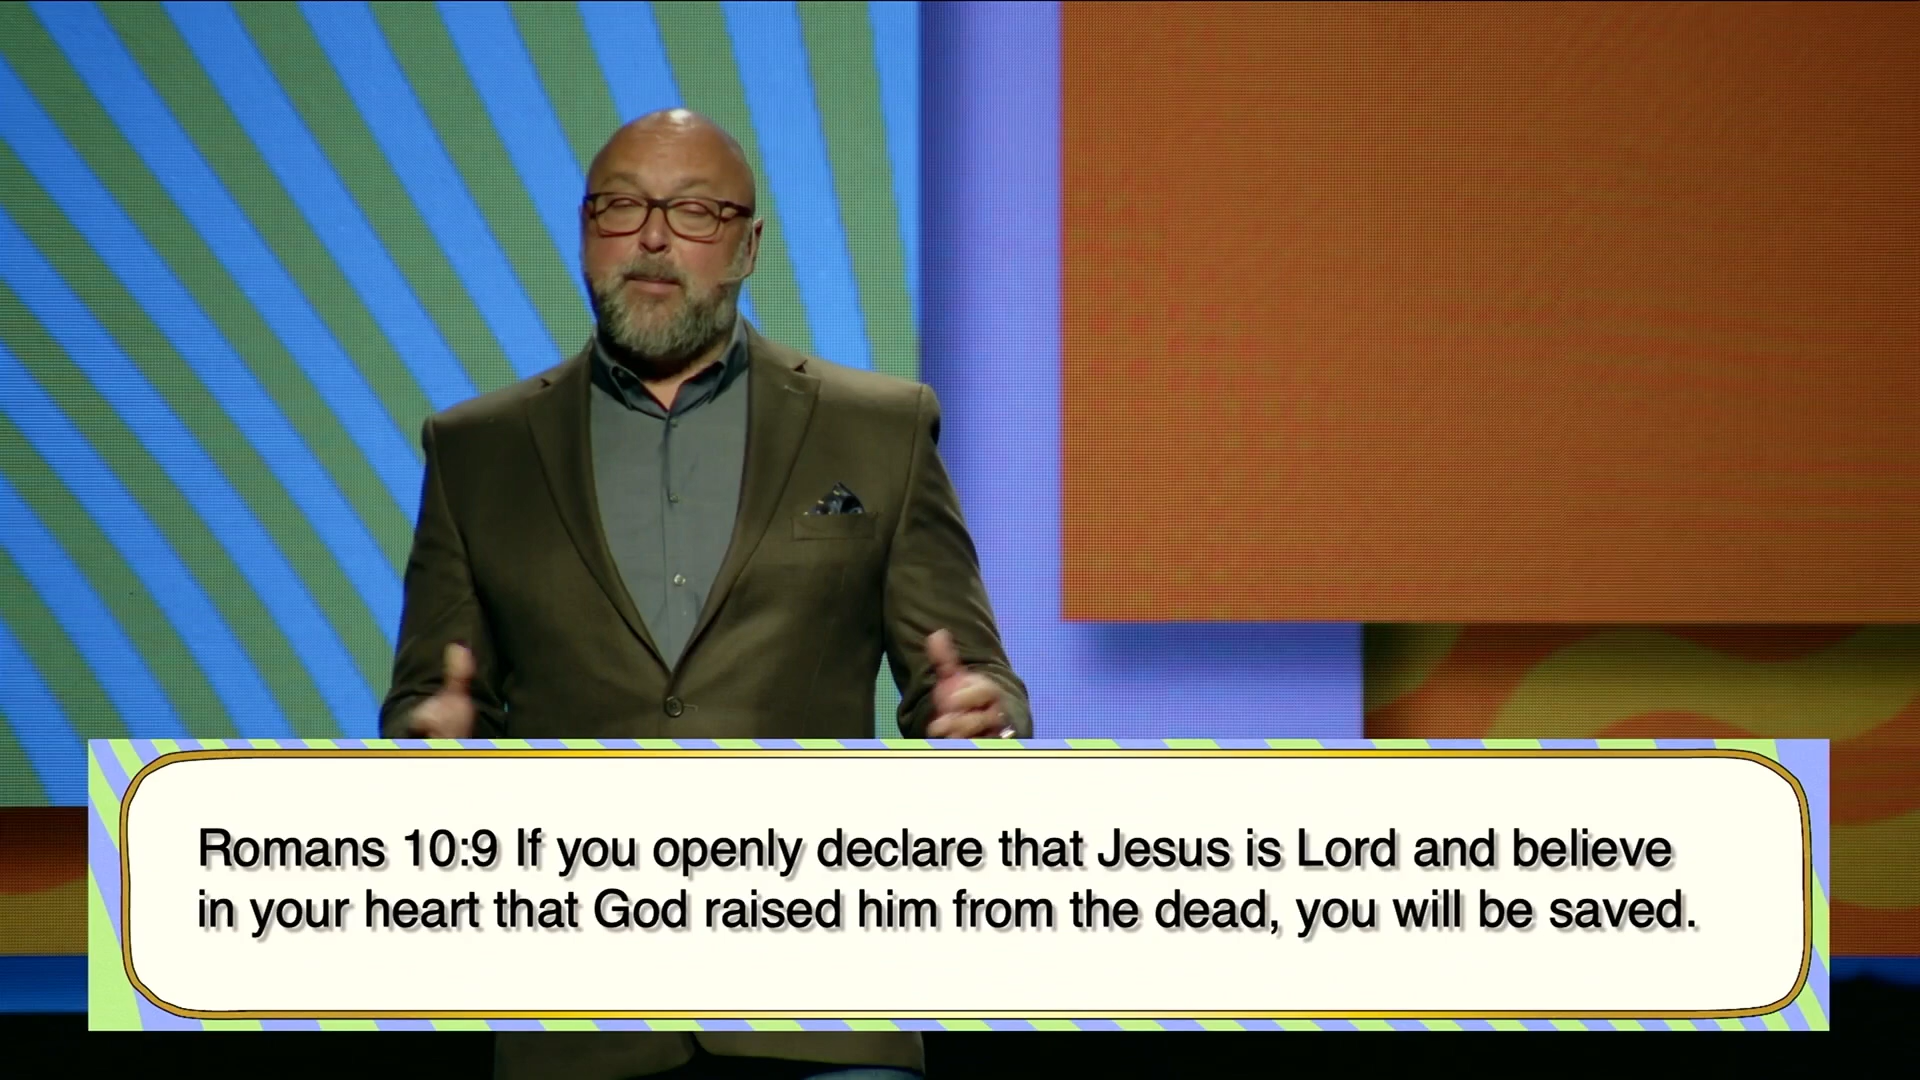 Romans 10:9 If you openly declare that Jesus is Lord and believe
in your heart that God raised him from the dead, you will be saved.